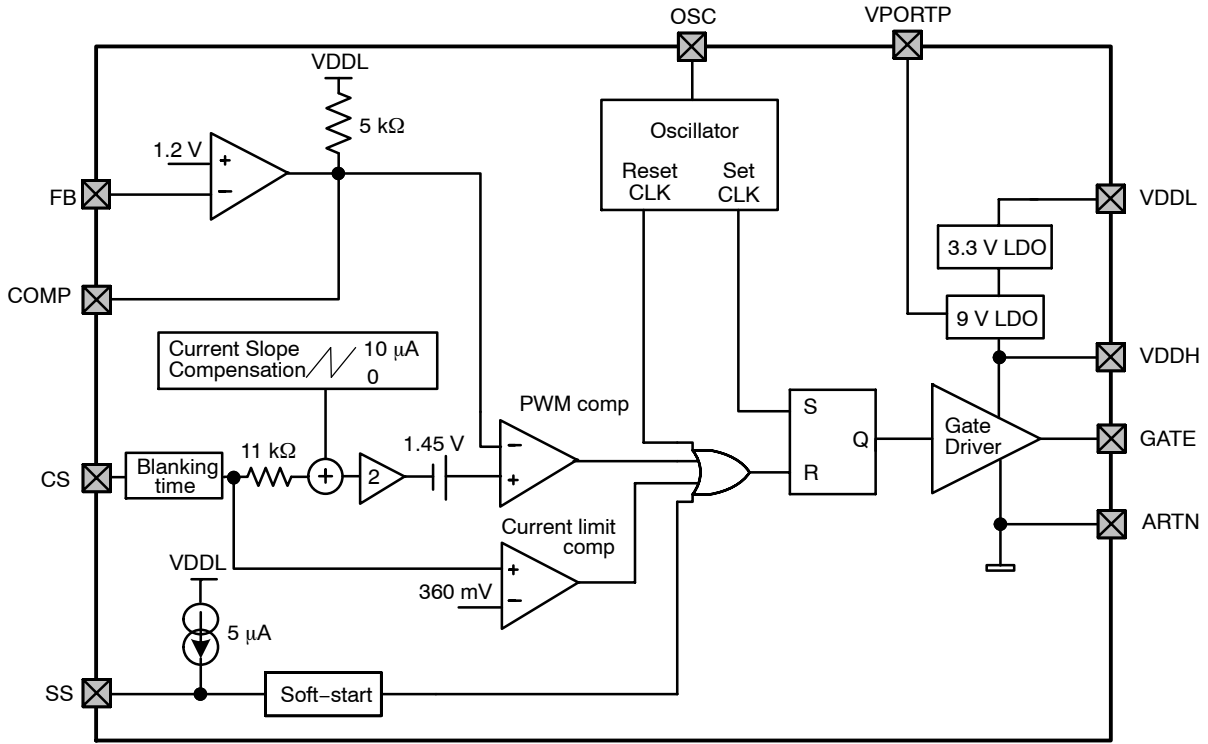 OSC
VPORTP
VDDL
5 kΩ
1.2 V
+
−
FB
COMP
Oscillator
Reset
CLK
Set
CLK
VDDL
3.3 V LDO
9 V LDO
VDDH
Current Slope
Compensation
10 μA
0
PWM comp
1.45 V
11 kΩ
−
+
S
Q
R
Gate
Driver
GATE
CS
Blanking
time
+
2
Current limit
comp
ARTN
VDDL
+
360 mV
−
5 μA
SS
Soft−start